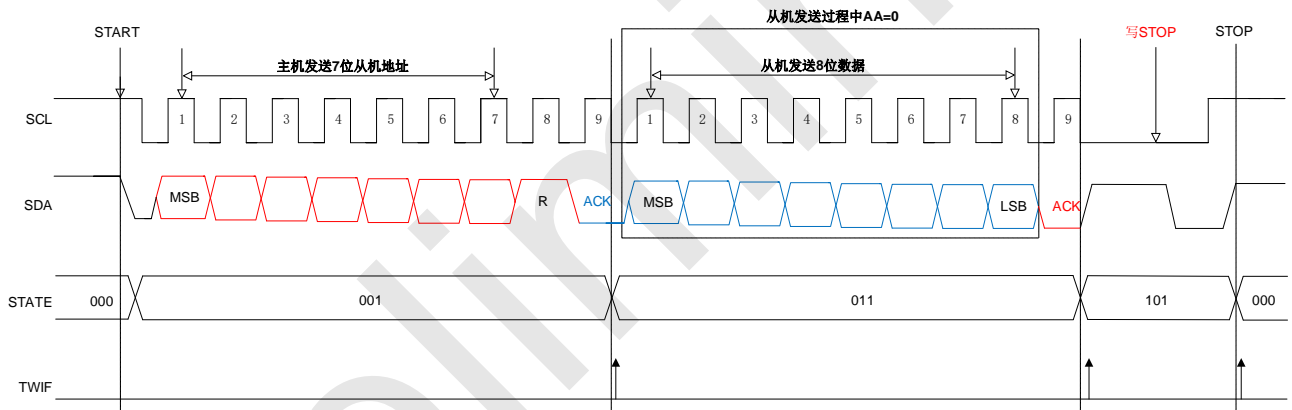 从机发送过程中AA=0
START
写STOP
STOP
主机发送7位从机地址
从机发送8位数据
SCL
1 2 3 4 5 6 7 8 9 1 2 3 4 5 6 7 8 9
SDA
MSB R ACK MSB LSB ACK
STATE 000 001 011 101 000
TWIF